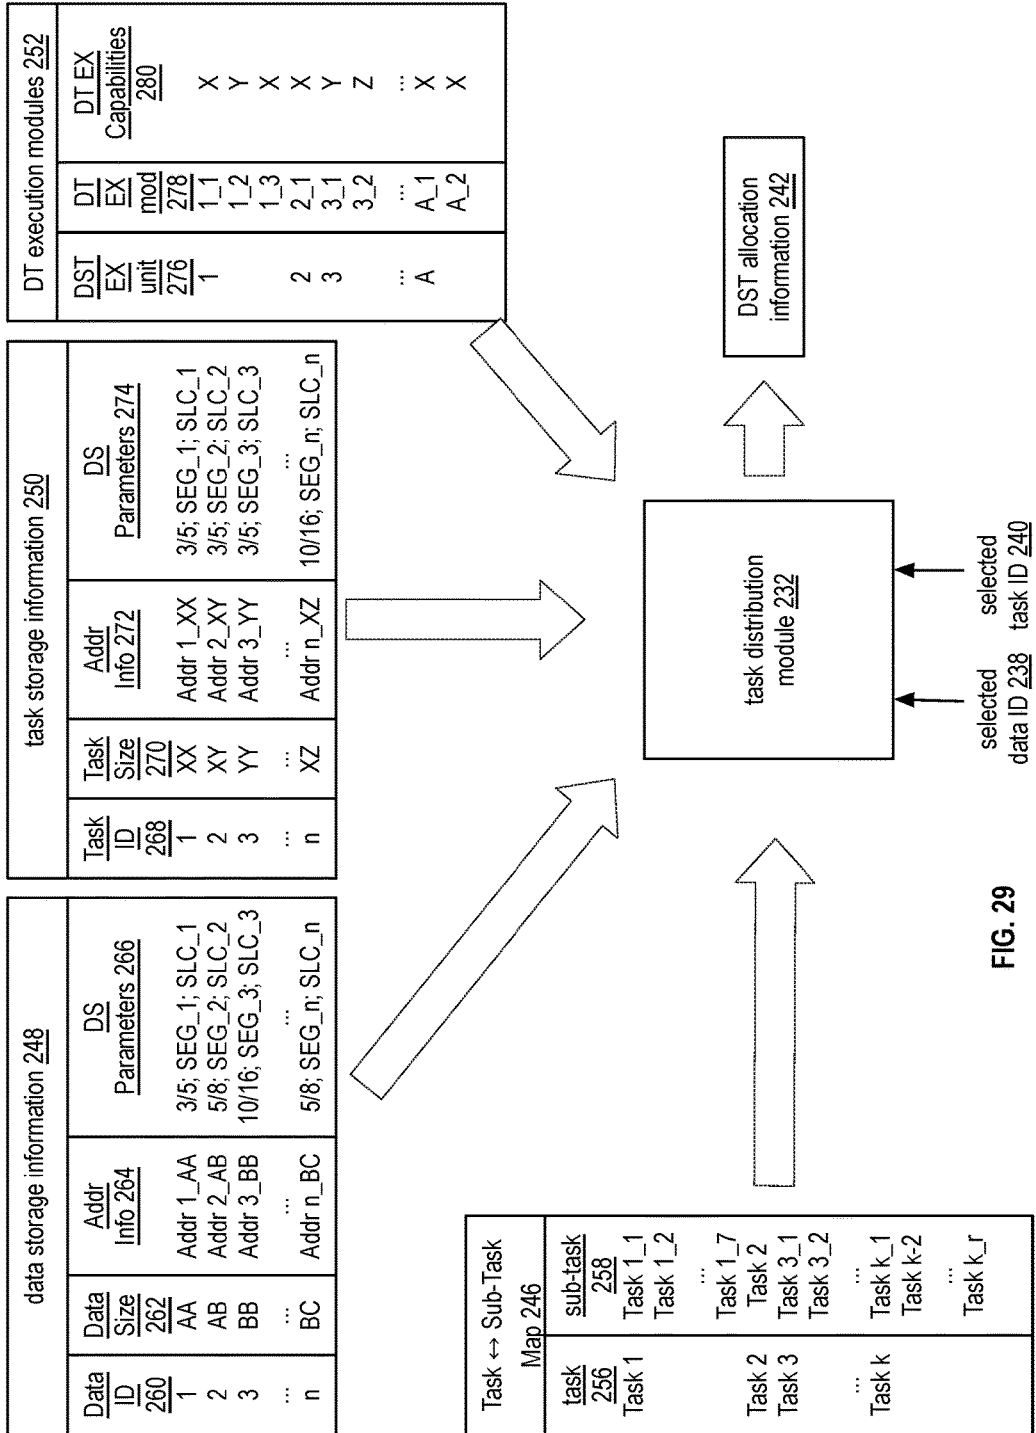 data storage information 248
Data ID 260 | Data Size 262 | Addr Info 264 | DS Parameters 266
1 | AA | Addr 1_AA | 3/5; SEG_1; SLC_1
2 | AB | Addr 2_AB | 5/8; SEG_2; SLC_2
3 | BB | Addr 3_BB | 10/16; SEG_3; SLC_3
... | ... | ... | ...
n | BC | Addr n_BC | 5/8; SEG_n; SLC_n
task storage information 250
Task ID 268 | Task Size 270 | Addr Info 272 | DS Parameters 274
1 | XX | Addr 1_XX | 3/5; SEG_1; SLC_1
2 | XY | Addr 2_XY | 3/5; SEG_2; SLC_2
3 | YY | Addr 3_YY | 3/5; SEG_3; SLC_3
... | ... | ... | ...
n | XZ | Addr n_XZ | 10/16; SEG_n; SLC_n
DT execution modules 252
DST EX unit 276 | DT EX mod 278 | DT EX Capabilities 280
1 | 1_1 | X
1_2 | Y
1_3 | X
2 | 2_1 | X
3 | 3_1 | Y
3_2 | Z
... | ... | ...
A | A_1 | X
A_2 | X
Task ↔ Sub-Task
Map 246
task 256 | sub-task 258
Task 1 | Task 1_1
Task 1_2
...
Task 1_7
Task 2 | Task 2
Task 3 | Task 3_1
Task 3_2
... | ...
Task k | Task k_1
Task k-2
...
Task k_r
task distribution
module 232
DST allocation
information 242
selected
data ID 238
selected
task ID 240
FIG. 29